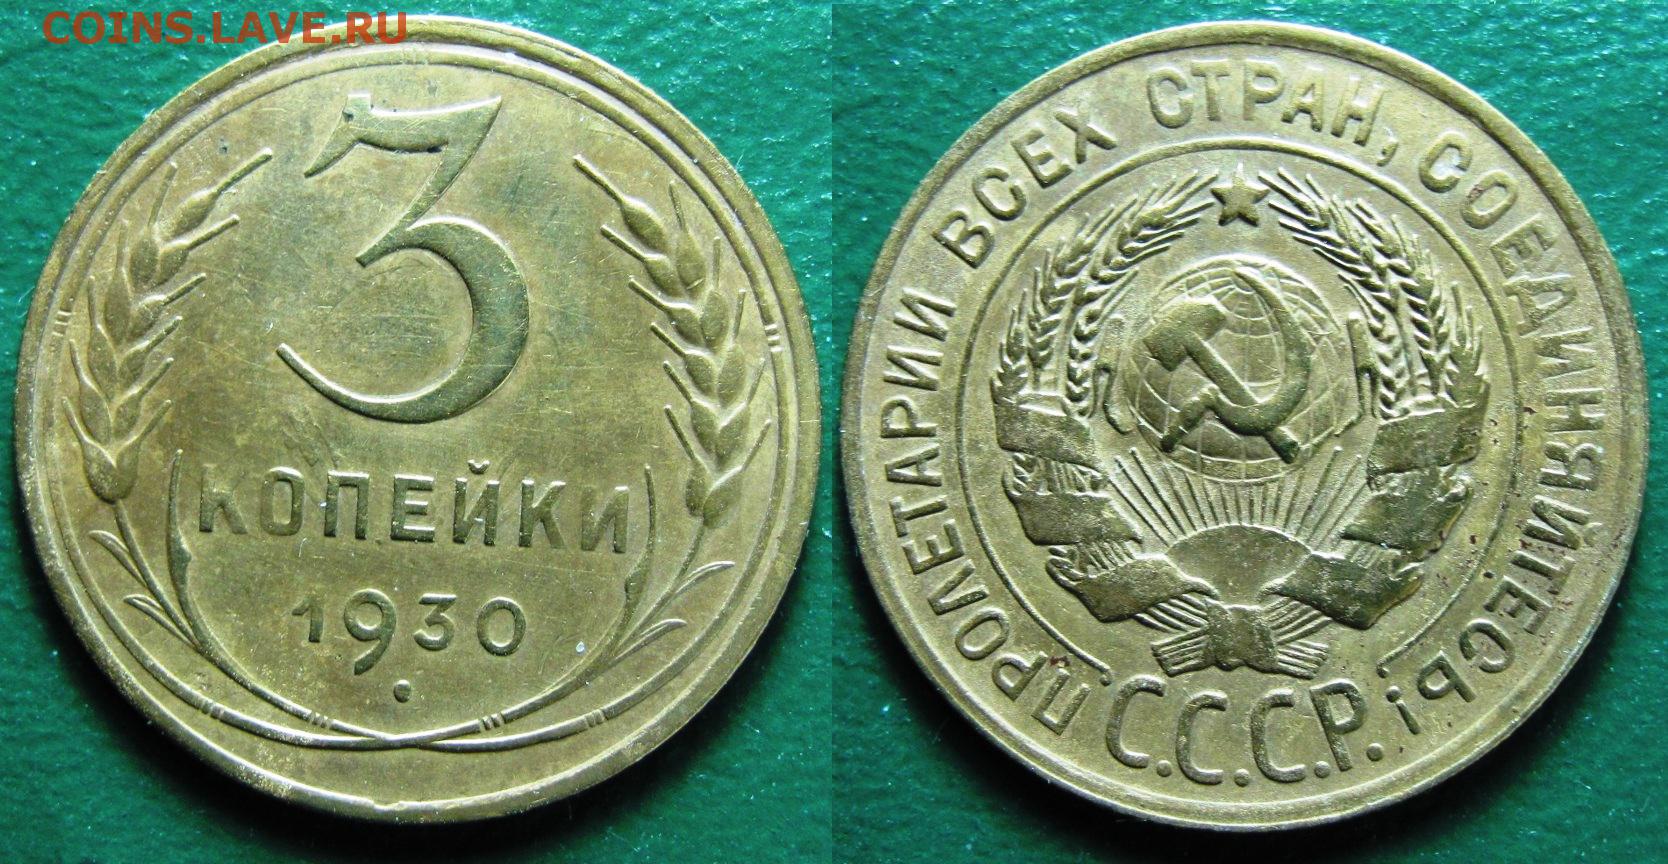 COINS.LAVE.RU
3
КОПЕЙКИ
1930
ПРОЛЕТАРИИ ВСЕХ СТРАН, СОЕДИНЯЙТЕСЬ!
С.С.С.Р.